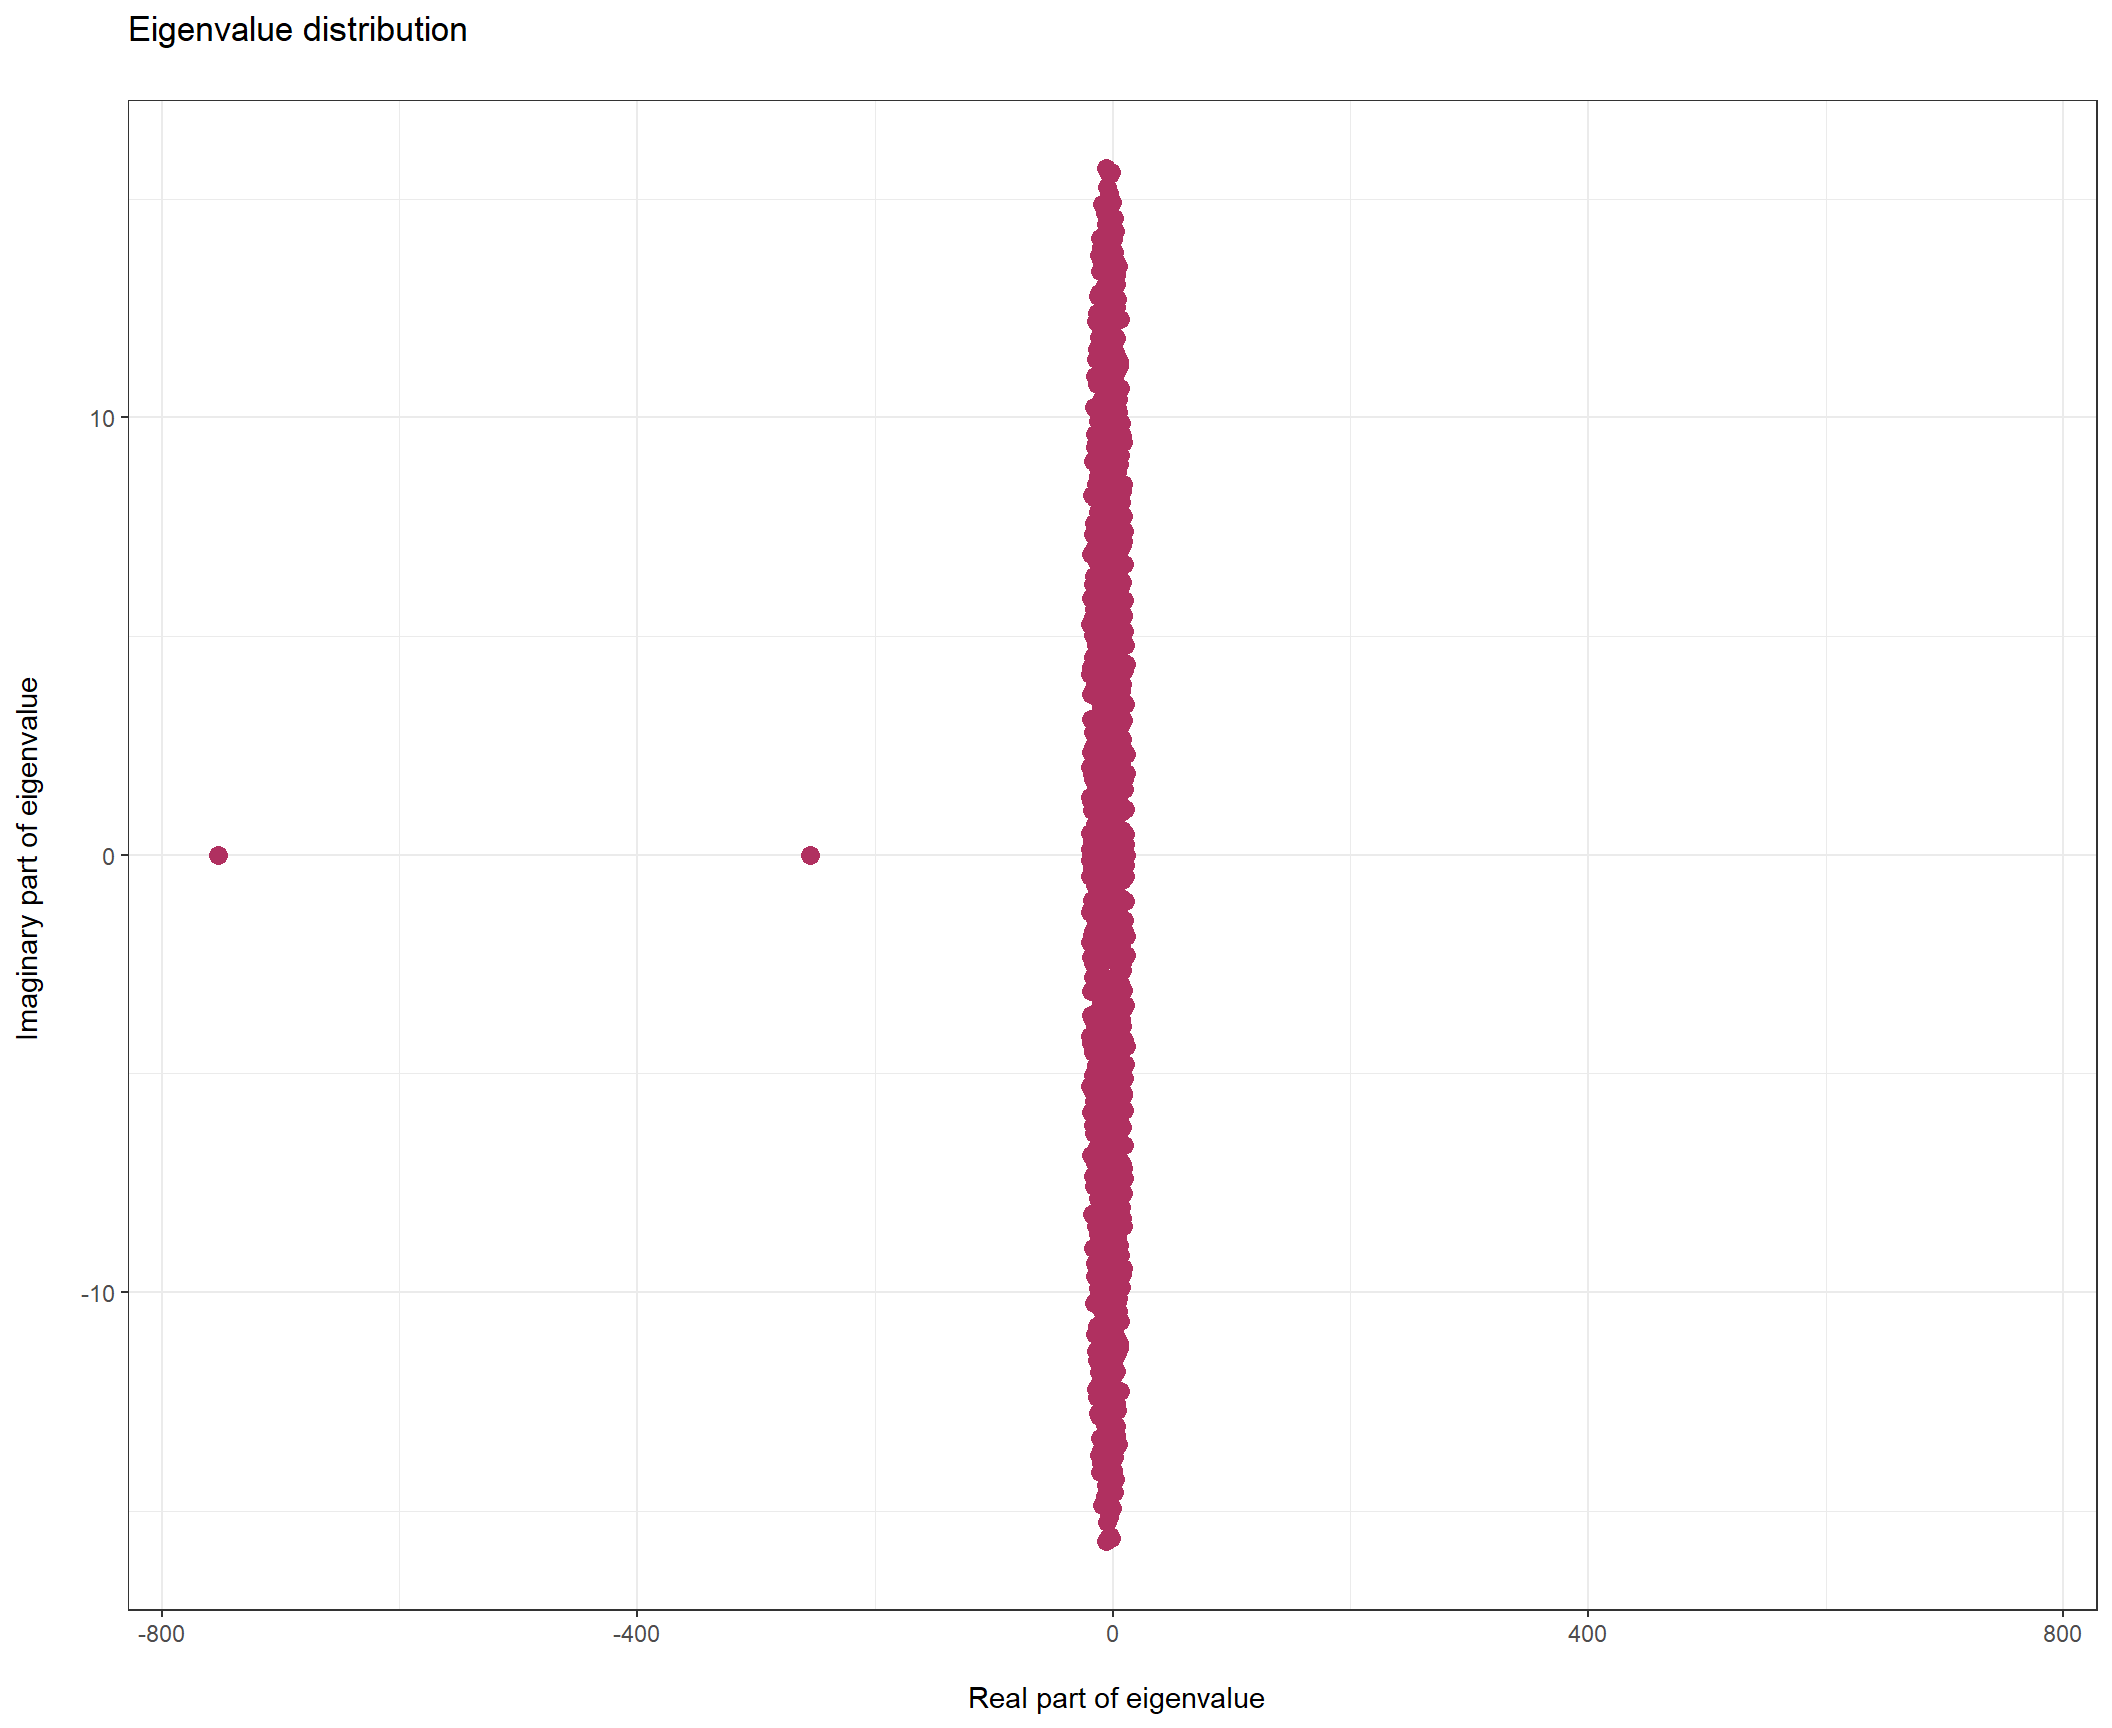 Eigenvalue distribution
Imaginary part of eigenvalue
10
0
-10
-800
-400
0
400
800
Real part of eigenvalue